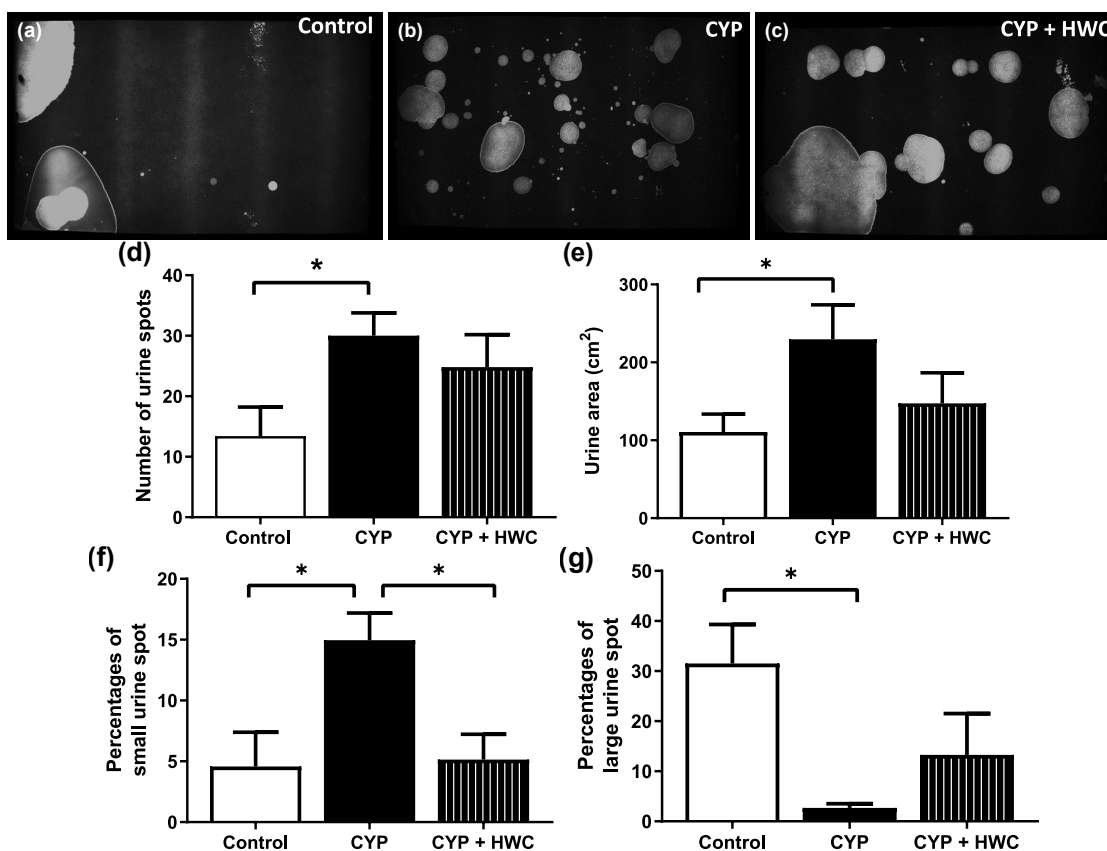 (a)
Control
(b)
CYP
(c)
CYP + HWC
(d)
Number of urine spots
40
30
20
10
0
*
Control
CYP
CYP + HWC
(e)
Urine area (cm²)
300
200
100
0
*
Control
CYP
CYP + HWC
(f)
Percentages of
small urine spot
20
15
10
5
0
*
*
Control
CYP
CYP + HWC
(g)
Percentages of
large urine spot
50
40
30
20
10
0
*
Control
CYP
CYP + HWC